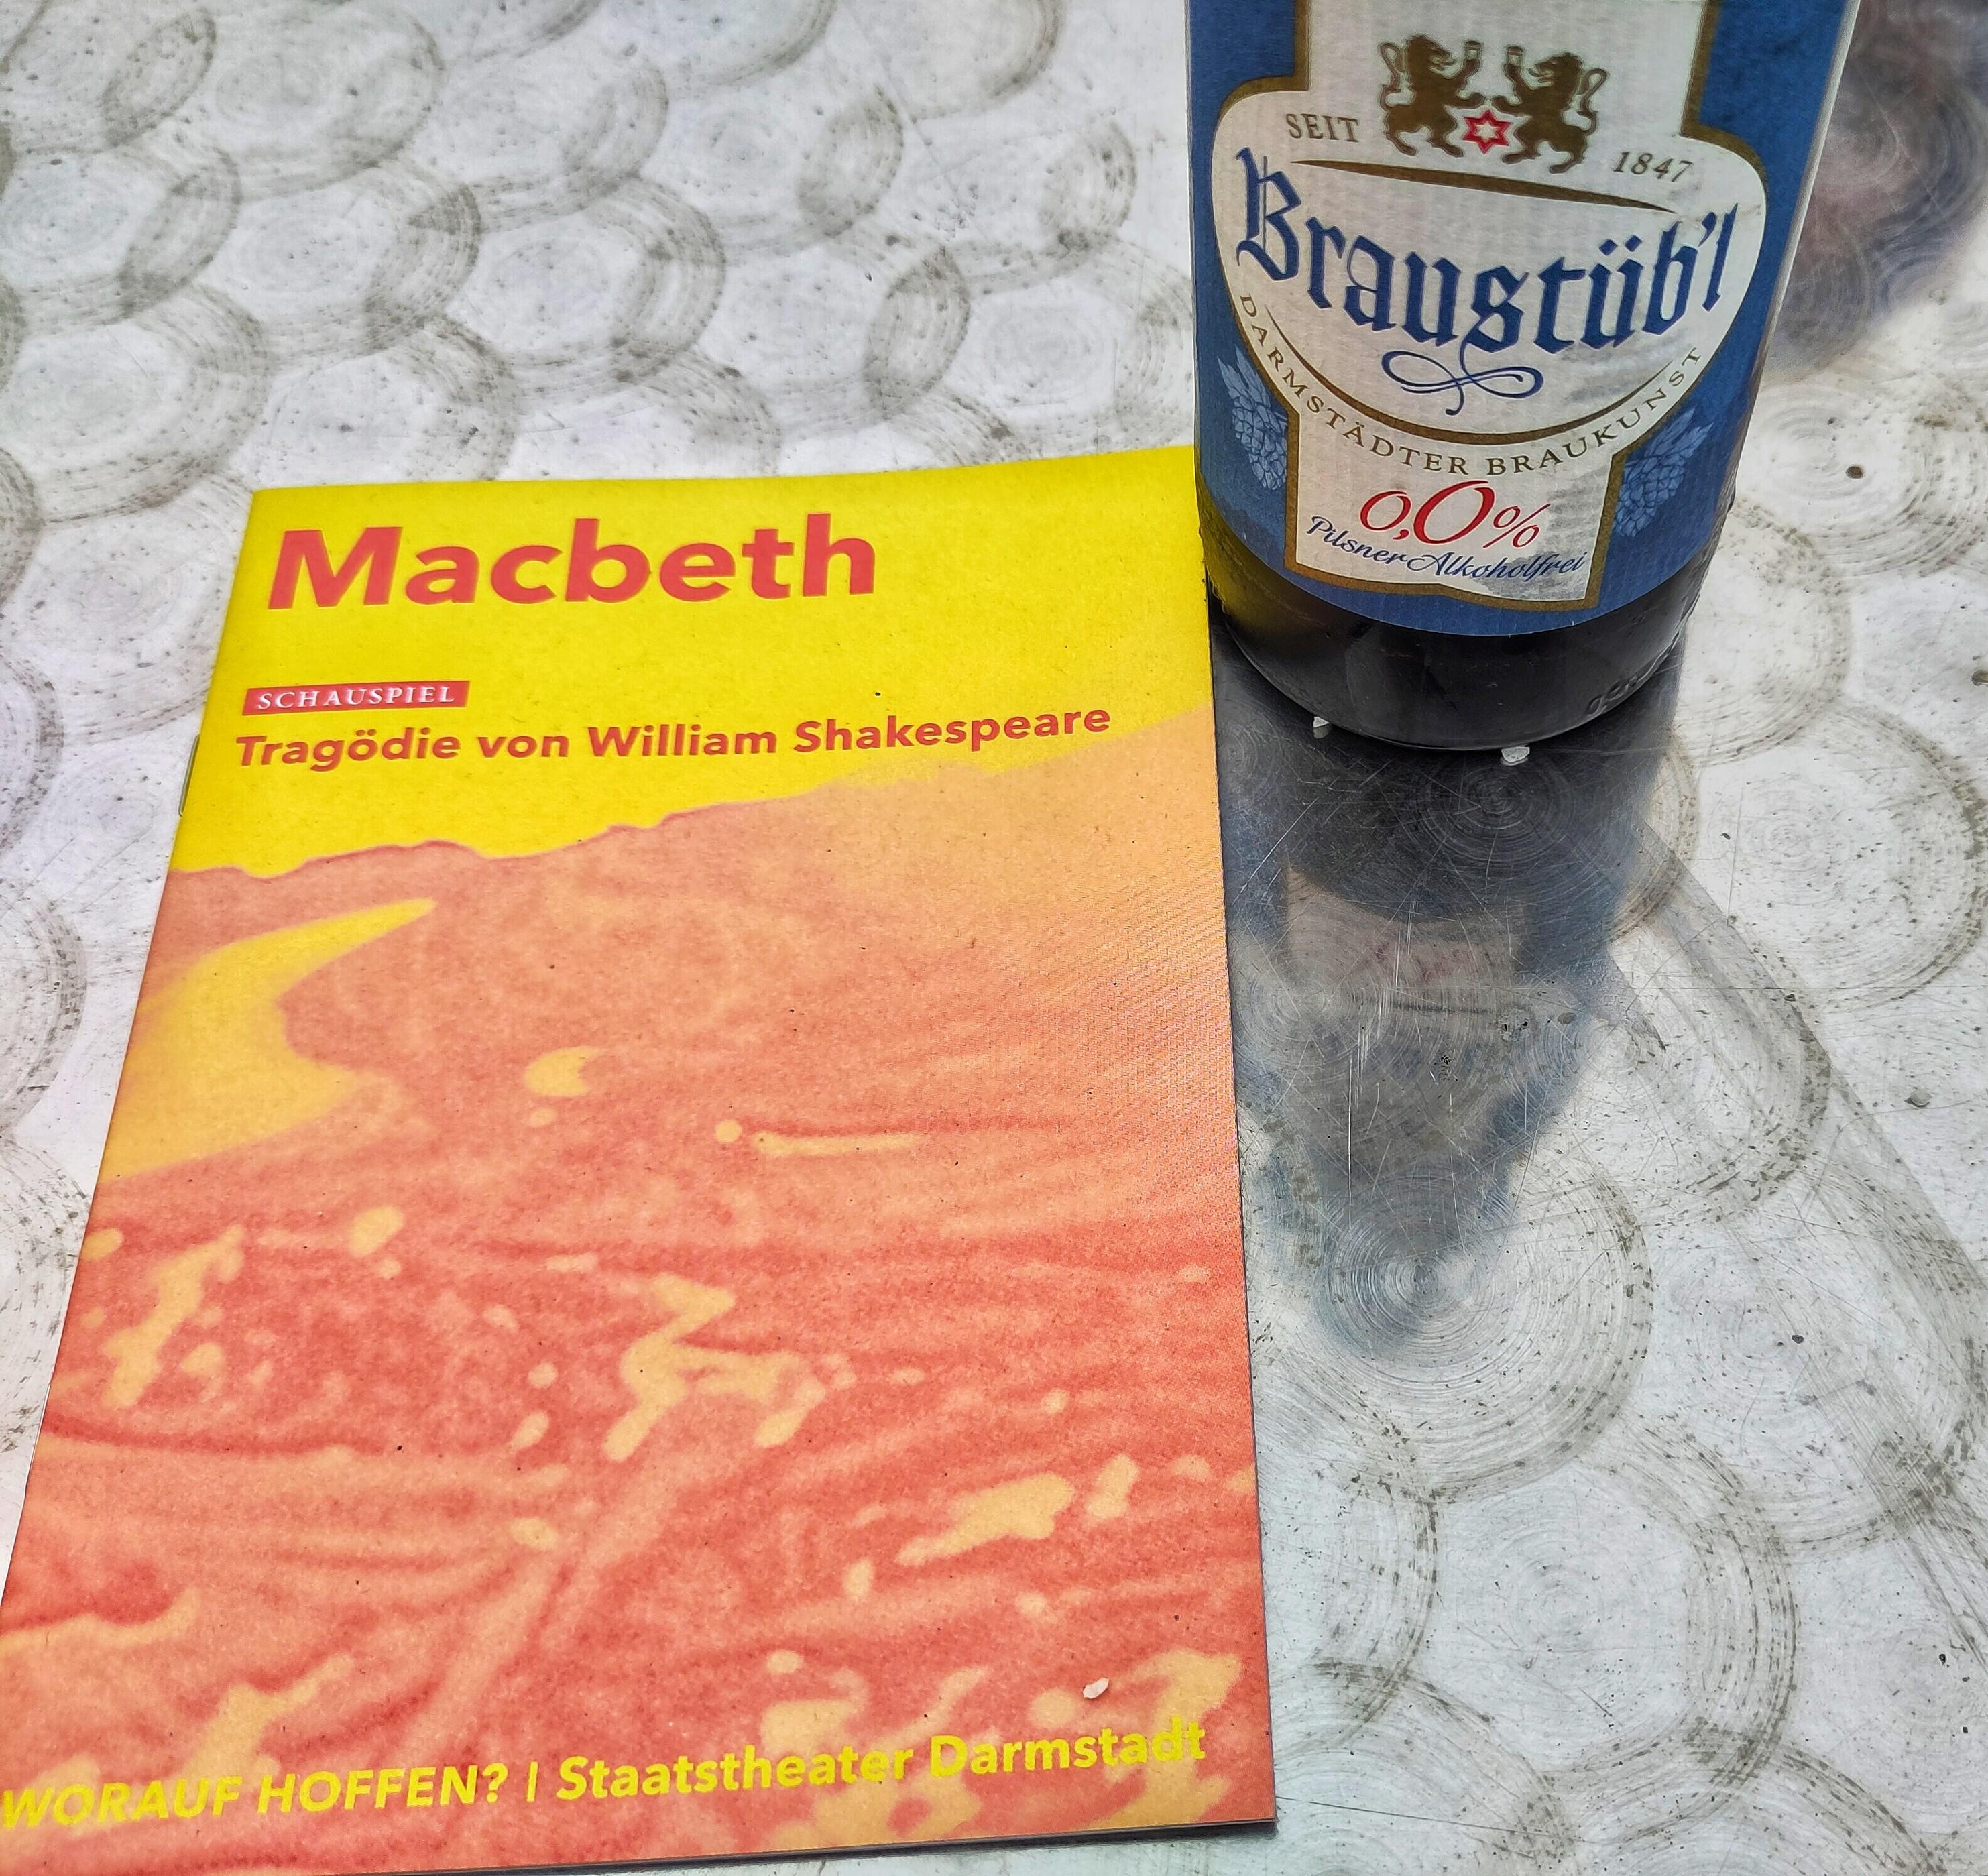 Macbeth
SCHAUSPIEL
Tragödie von William Shakespeare
WORAUF HOFFEN? | Staatstheater Darmstadt
SEIT 1847
Braustüb'l
DARMSTÄDTER BRAUKUNST
0,0%
Pilsner Alkoholfrei